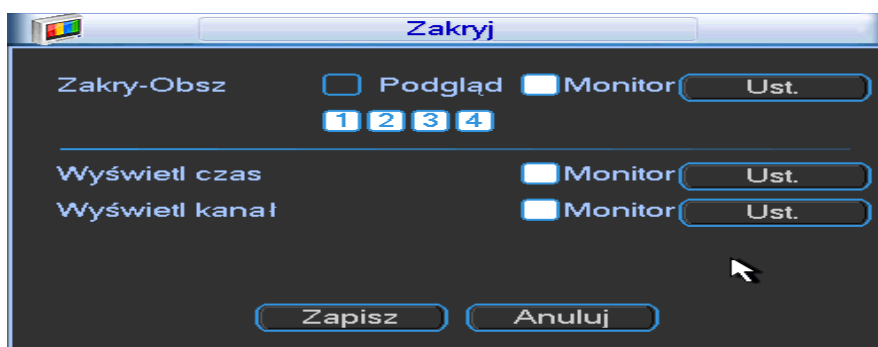 Zakryj
Zakry-Obsz Podgląd Monitor Ust.
1 2 3 4
Wyświetl czas Monitor Ust.
Wyświetl kanał Monitor Ust.
Zapisz Anuluj